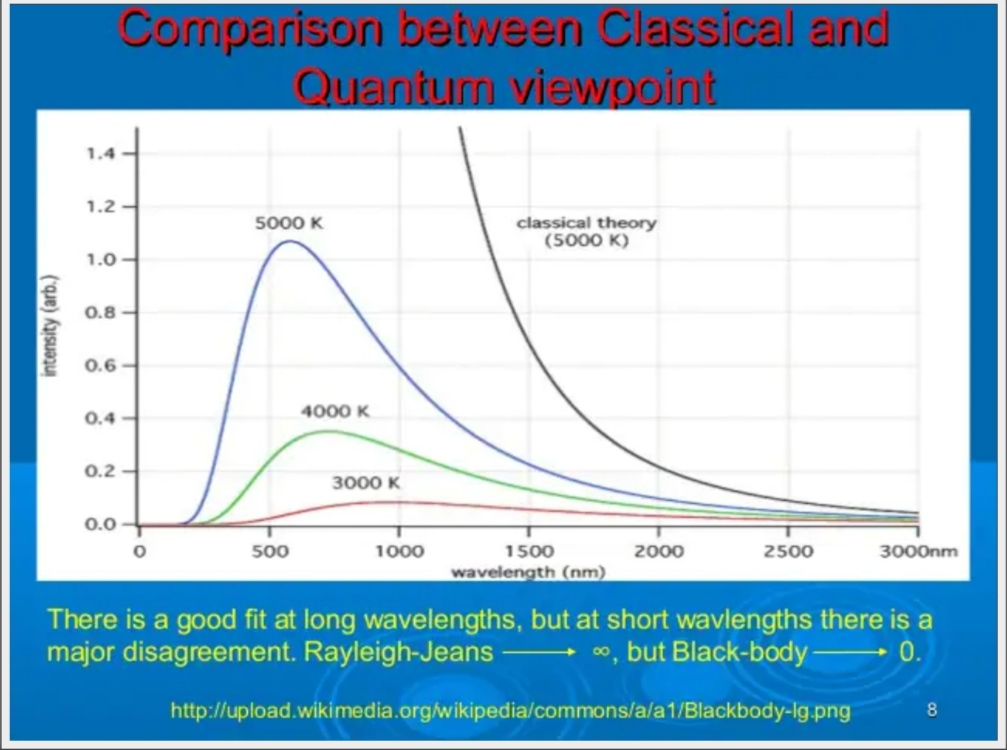 Comparison between Classical and
Quantum viewpoint
1.4
1.2
1.0
0.8
0.6
0.4
0.2
0.0
intensity (arb.)
5000 K
classical theory
(5000 K)
4000 K
3000 K
0 500 1000 1500 2000 2500 3000nm
wavelength (nm)
There is a good fit at long wavelengths, but at short wavlengths there is a
major disagreement. Rayleigh-Jeans ⟶ ∞, but Black-body ⟶ 0.
http://upload.wikimedia.org/wikipedia/commons/a/a1/Blackbody-lg.png 8